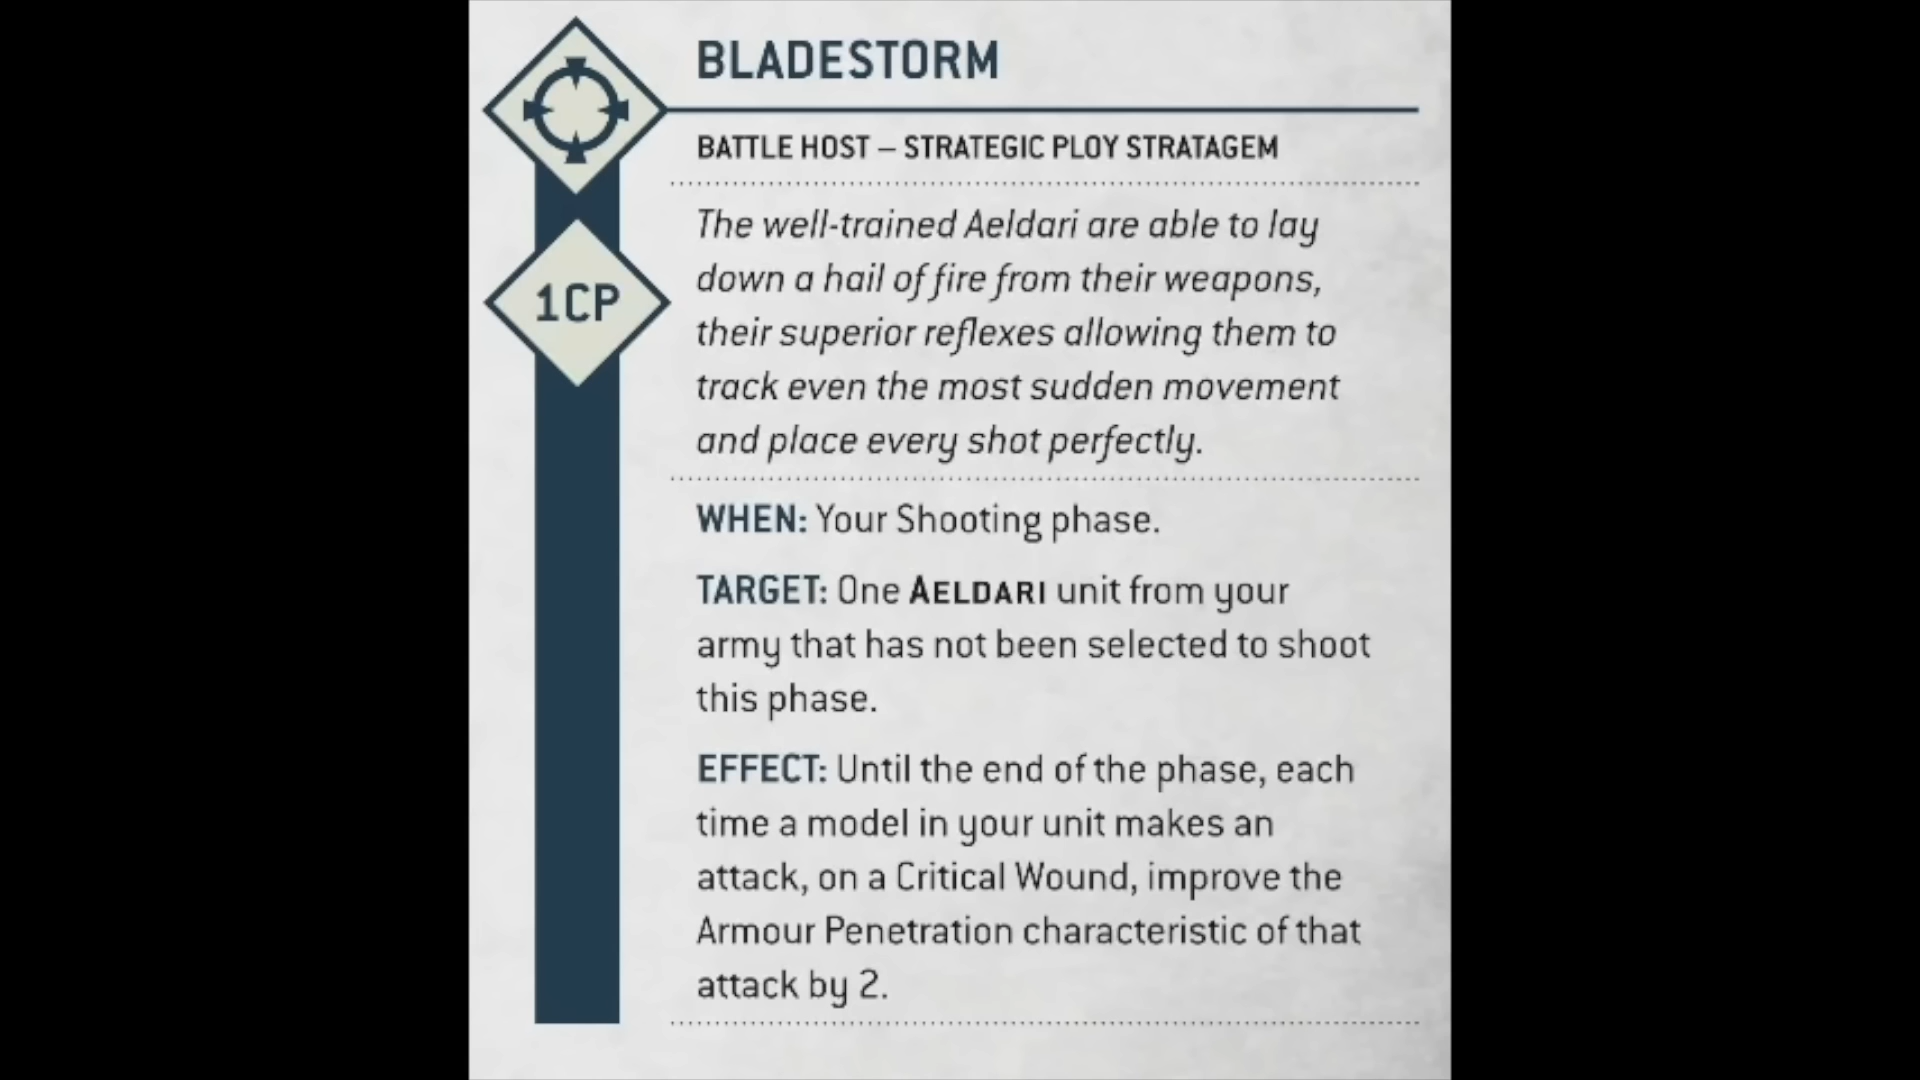 BLADESTORM
BATTLE HOST – STRATEGIC PLOY STRATAGEM
The well-trained Aeldari are able to lay
down a hail of fire from their weapons,
their superior reflexes allowing them to
track even the most sudden movement
and place every shot perfectly.
1CP
WHEN: Your Shooting phase.
TARGET: One AELDARI unit from your
army that has not been selected to shoot
this phase.
EFFECT: Until the end of the phase, each
time a model in your unit makes an
attack, on a Critical Wound, improve the
Armour Penetration characteristic of that
attack by 2.